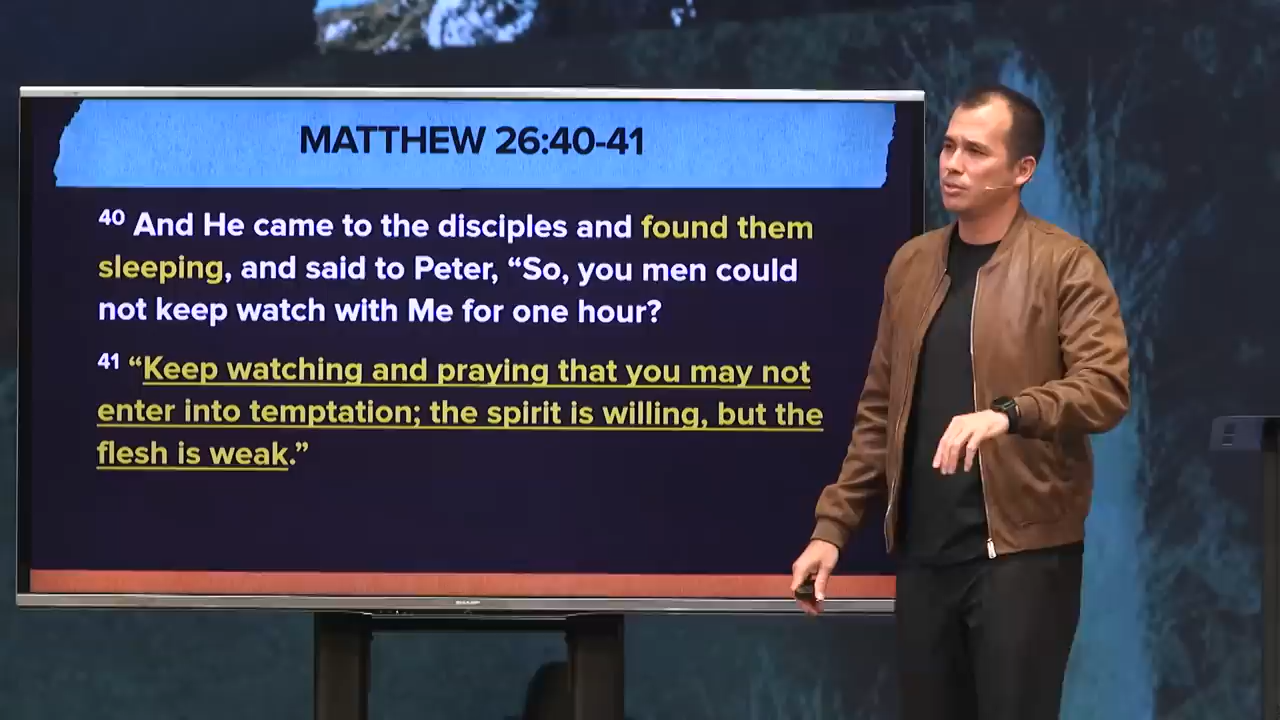 MATTHEW 26:40-41
40 And He came to the disciples and found them
sleeping, and said to Peter, “So, you men could
not keep watch with Me for one hour?
41 “Keep watching and praying that you may not
enter into temptation; the spirit is willing, but the
flesh is weak.”
SHARP